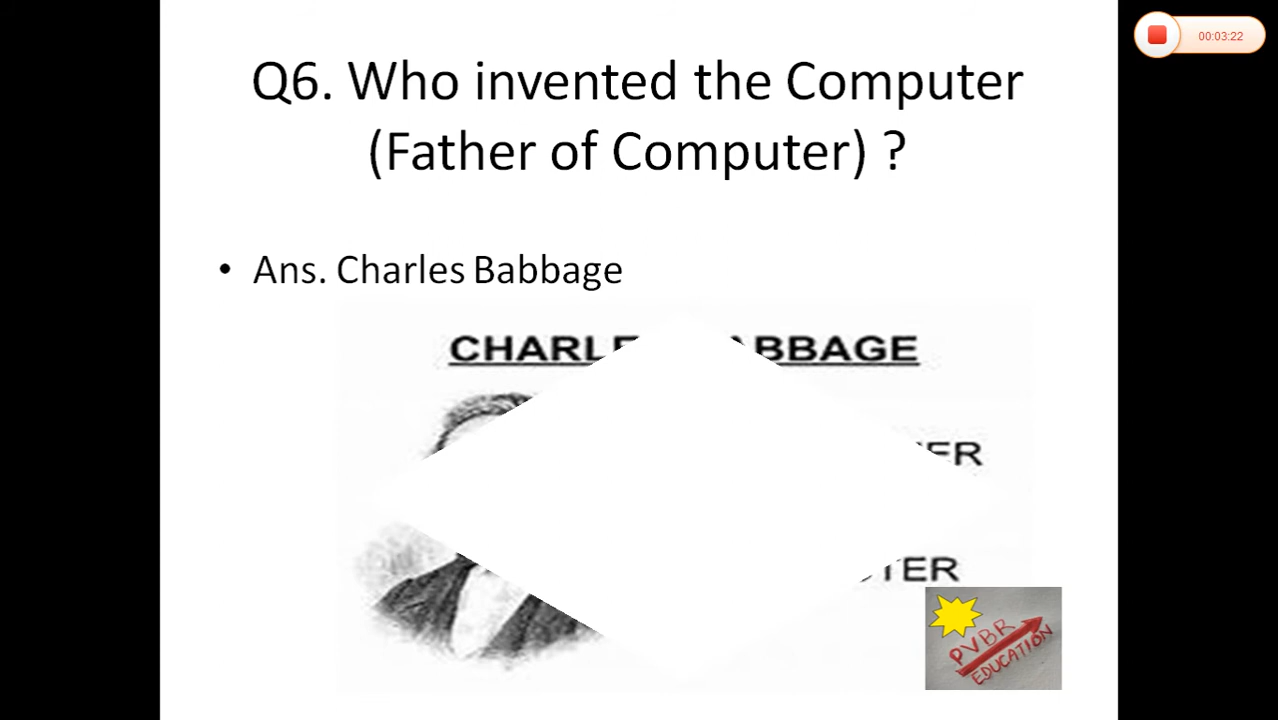 00:03:22
Q6. Who invented the Computer
(Father of Computer) ?
• Ans. Charles Babbage
PVBR
EDUCATION